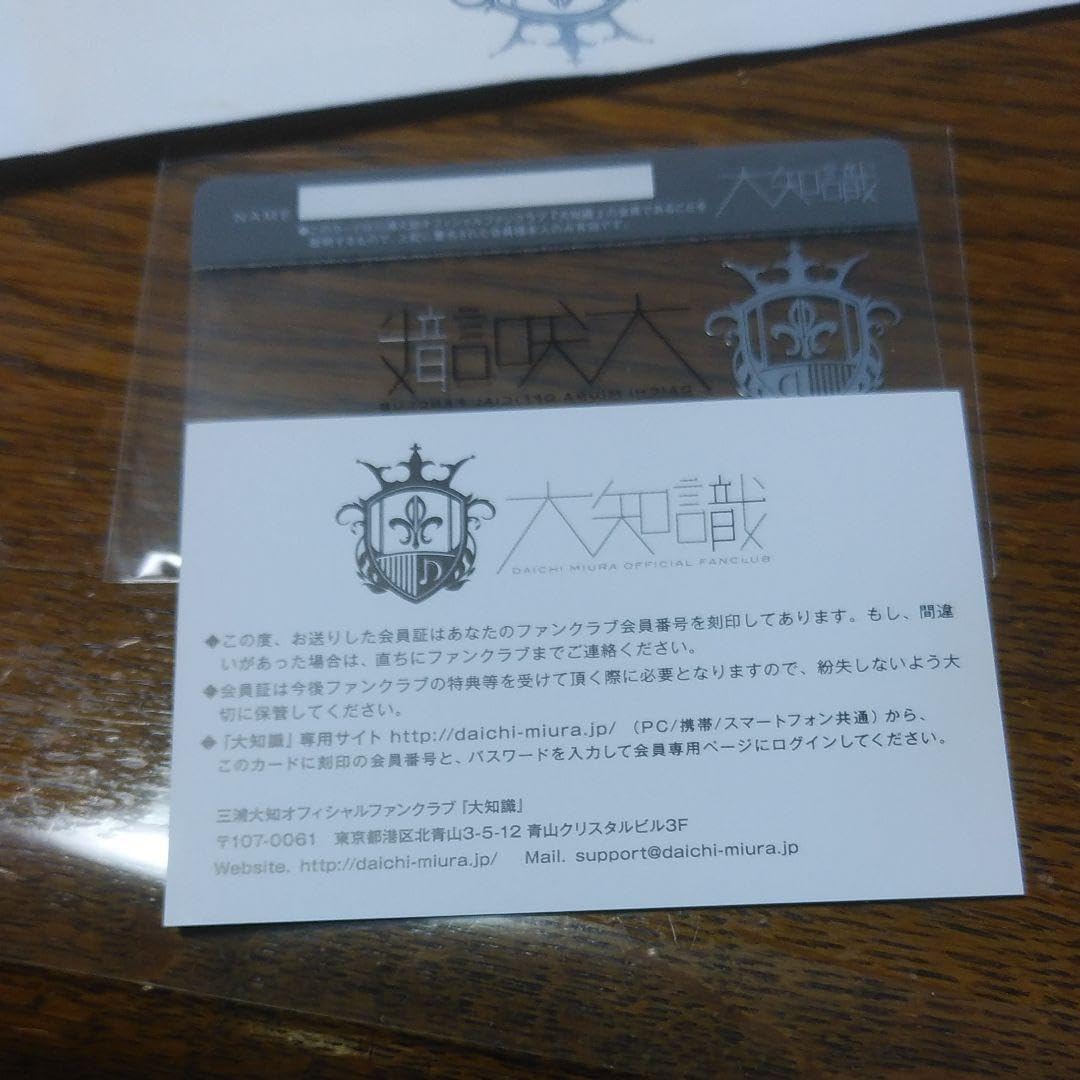 NAME
大知識
大知識
DAICHI MIURA OFFICIAL FANCLUB
大知識
DAICHI MIURA OFFICIAL FANCLUB
◆この度、お送りした会員証はあなたのファンクラブ会員番号を刻印してあります。もし、間違
いがあった場合は、直ちにファンクラブまでご連絡ください。
◆会員証は今後ファンクラブの特典等を受けて頂く際に必要となりますので、紛失しないよう大
切に保管してください。
◆『大知識』専用サイト http://daichi-miura.jp/ （PC/携帯/スマートフォン共通）から、
このカードに刻印の会員番号と、パスワードを入力して会員専用ページにログインしてください。
三浦大知オフィシャルファンクラブ『大知識』
〒107-0061 東京都港区北青山3-5-12 青山クリスタルビル3F
Website. http://daichi-miura.jp/ Mail. support@daichi-miura.jp